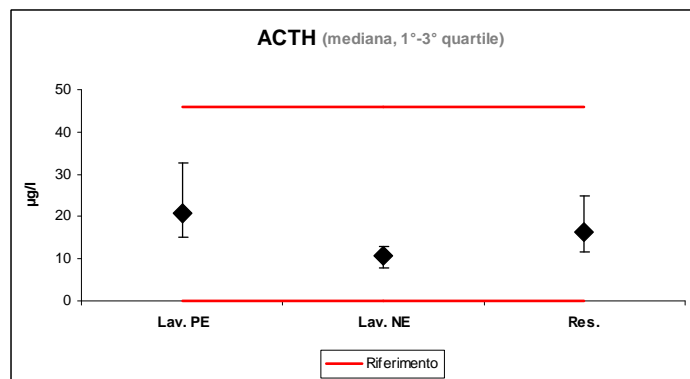 ACTH (mediana, 1°-3° quartile)
50
40
30
20
10
0
µg/l
Lav. PE Lav. NE Res.
Riferimento